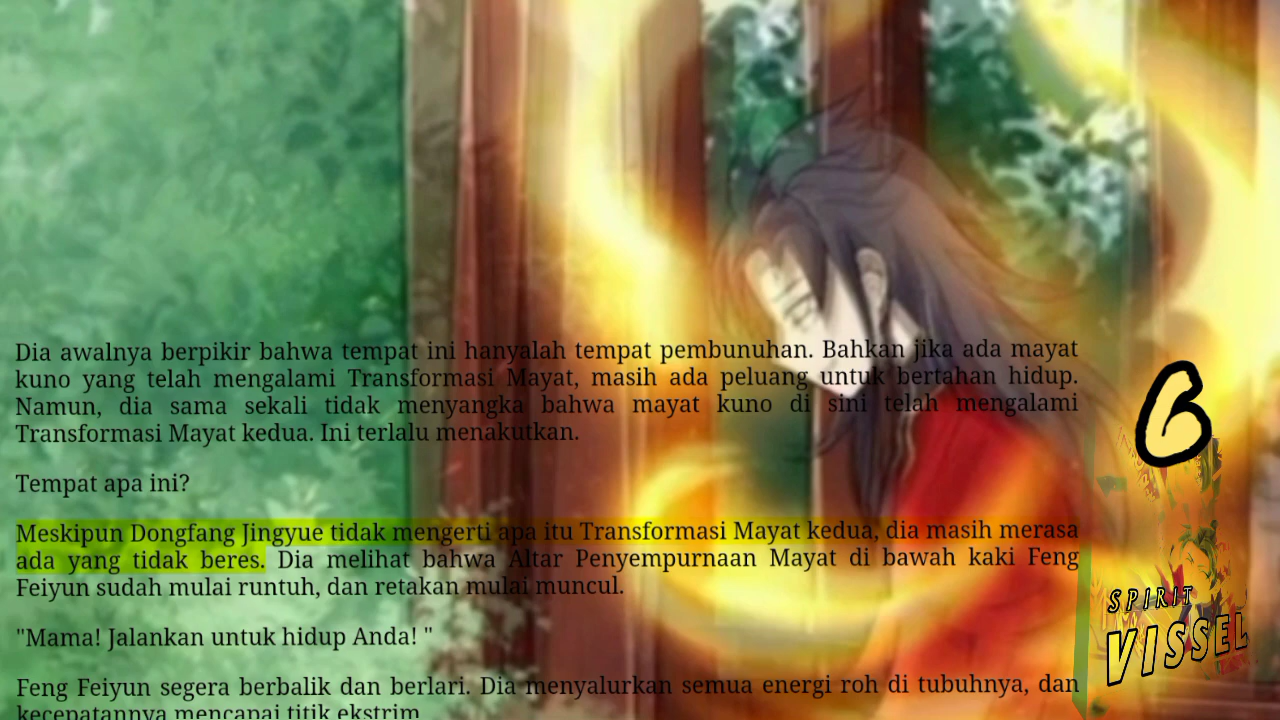 Dia awalnya berpikir bahwa tempat ini hanyalah tempat pembunuhan. Bahkan jika ada mayat
kuno yang telah mengalami Transformasi Mayat, masih ada peluang untuk bertahan hidup.
Namun, dia sama sekali tidak menyangka bahwa mayat kuno di sini telah mengalami
Transformasi Mayat kedua. Ini terlalu menakutkan.
Tempat apa ini?
Meskipun Dongfang Jingyue tidak mengerti apa itu Transformasi Mayat kedua, dia masih merasa
ada yang tidak beres. Dia melihat bahwa Altar Penyempurnaan Mayat di bawah kaki Feng
Feiyun sudah mulai runtuh, dan retakan mulai muncul.
"Mama! Jalankan untuk hidup Anda! "
Feng Feiyun segera berbalik dan berlari. Dia menyalurkan semua energi roh di tubuhnya, dan
kecepatannya mencapai titik ekstrim
6
SPIRIT
VISSEL